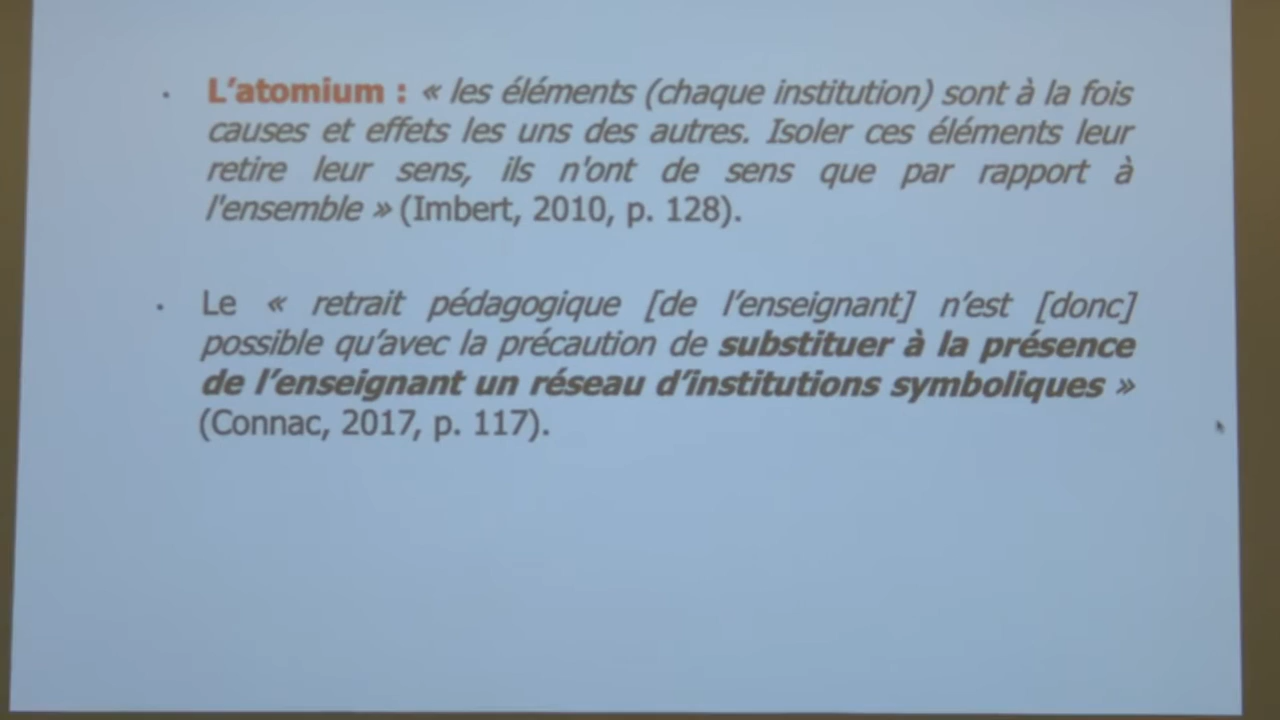 L'atomium : « les éléments (chaque institution) sont à la fois
causes et effets les uns des autres. Isoler ces éléments leur
retire leur sens, ils n'ont de sens que par rapport à
l'ensemble » (Imbert, 2010, p. 128).
Le « retrait pédagogique [de l'enseignant] n'est [donc]
possible qu'avec la précaution de substituer à la présence
de l'enseignant un réseau d'institutions symboliques »
(Connac, 2017, p. 117).